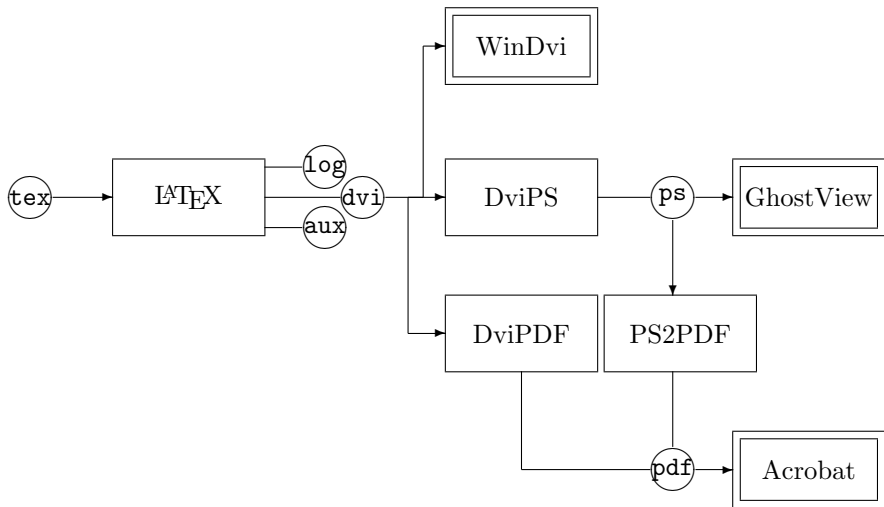 WinDvi
log
tex
LATEX
dvi
DviPS
ps
GhostView
aux
DviPDF
PS2PDF
pdf
Acrobat